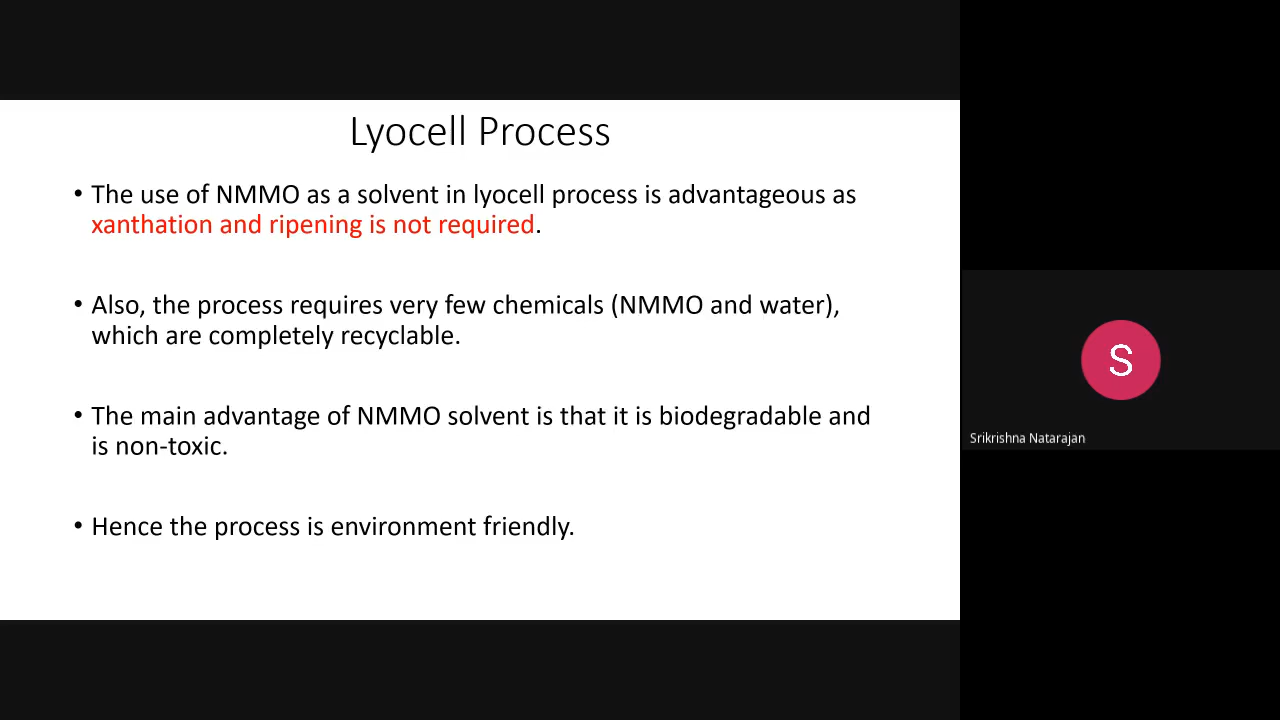 Lyocell Process
• The use of NMMO as a solvent in lyocell process is advantageous as
xanthation and ripening is not required.
• Also, the process requires very few chemicals (NMMO and water),
which are completely recyclable.
• The main advantage of NMMO solvent is that it is biodegradable and
is non-toxic.
• Hence the process is environment friendly.
S
Srikrishna Natarajan